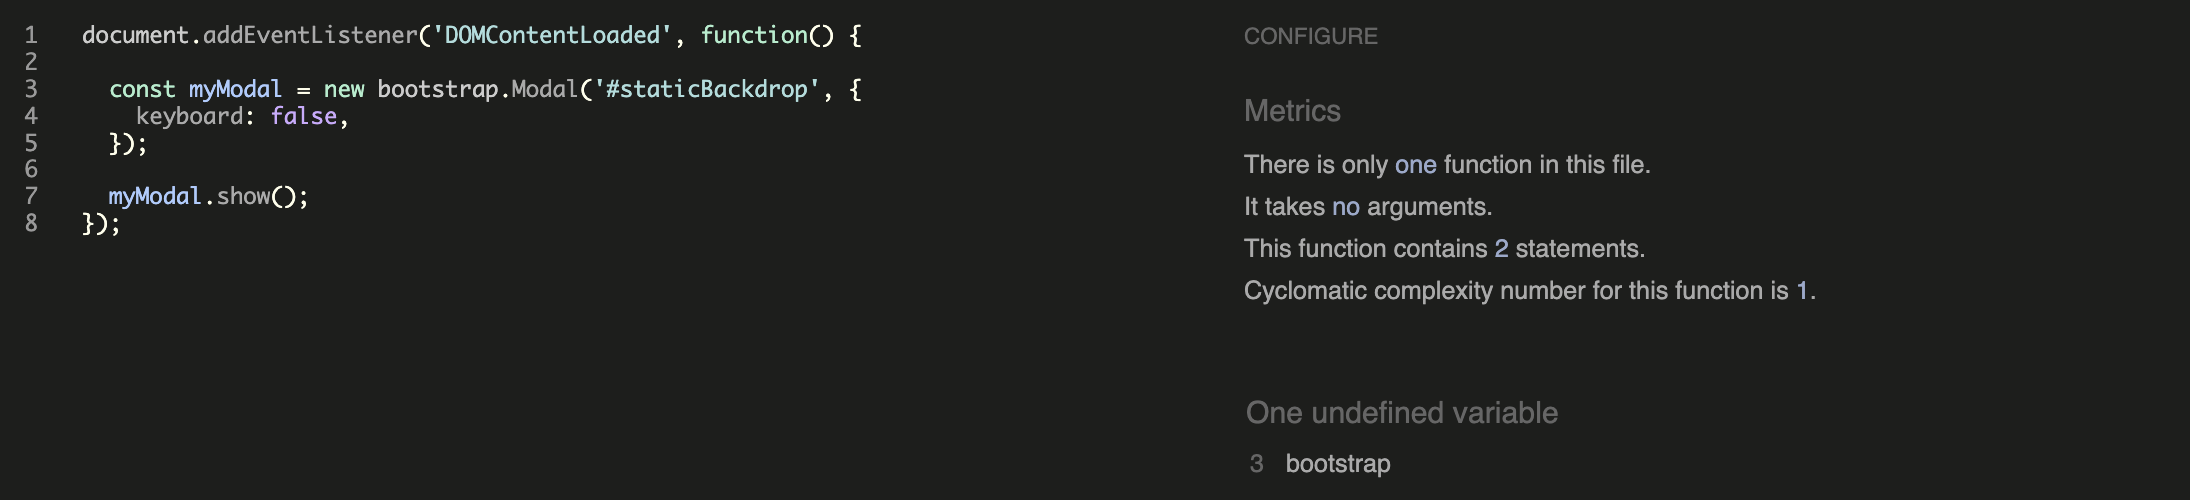 1 document.addEventListener('DOMContentLoaded', function() {
2
3 const myModal = new bootstrap.Modal('#staticBackdrop', {
4 keyboard: false,
5 });
6
7 myModal.show();
8 });
CONFIGURE
Metrics
There is only one function in this file.
It takes no arguments.
This function contains 2 statements.
Cyclomatic complexity number for this function is 1.
One undefined variable
3 bootstrap